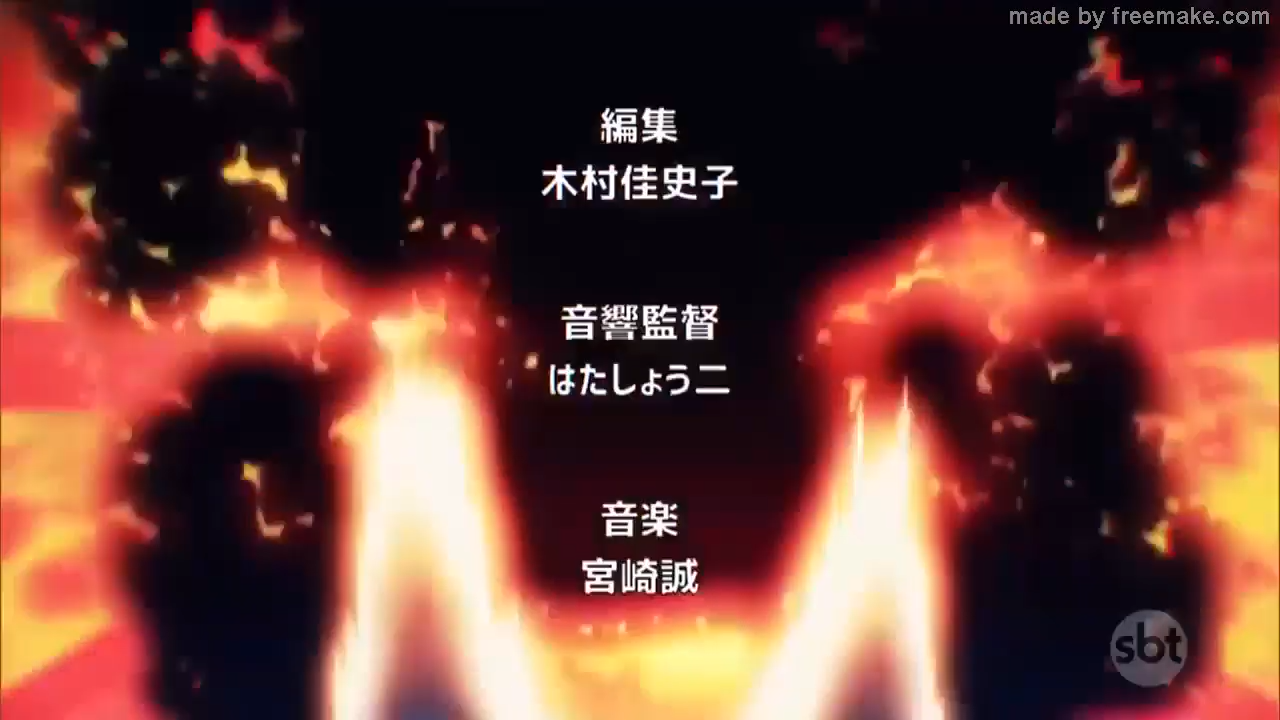 made by freemake.com
編集
木村佳史子
音響監督
はたしょう二
音楽
宮崎誠
sbt